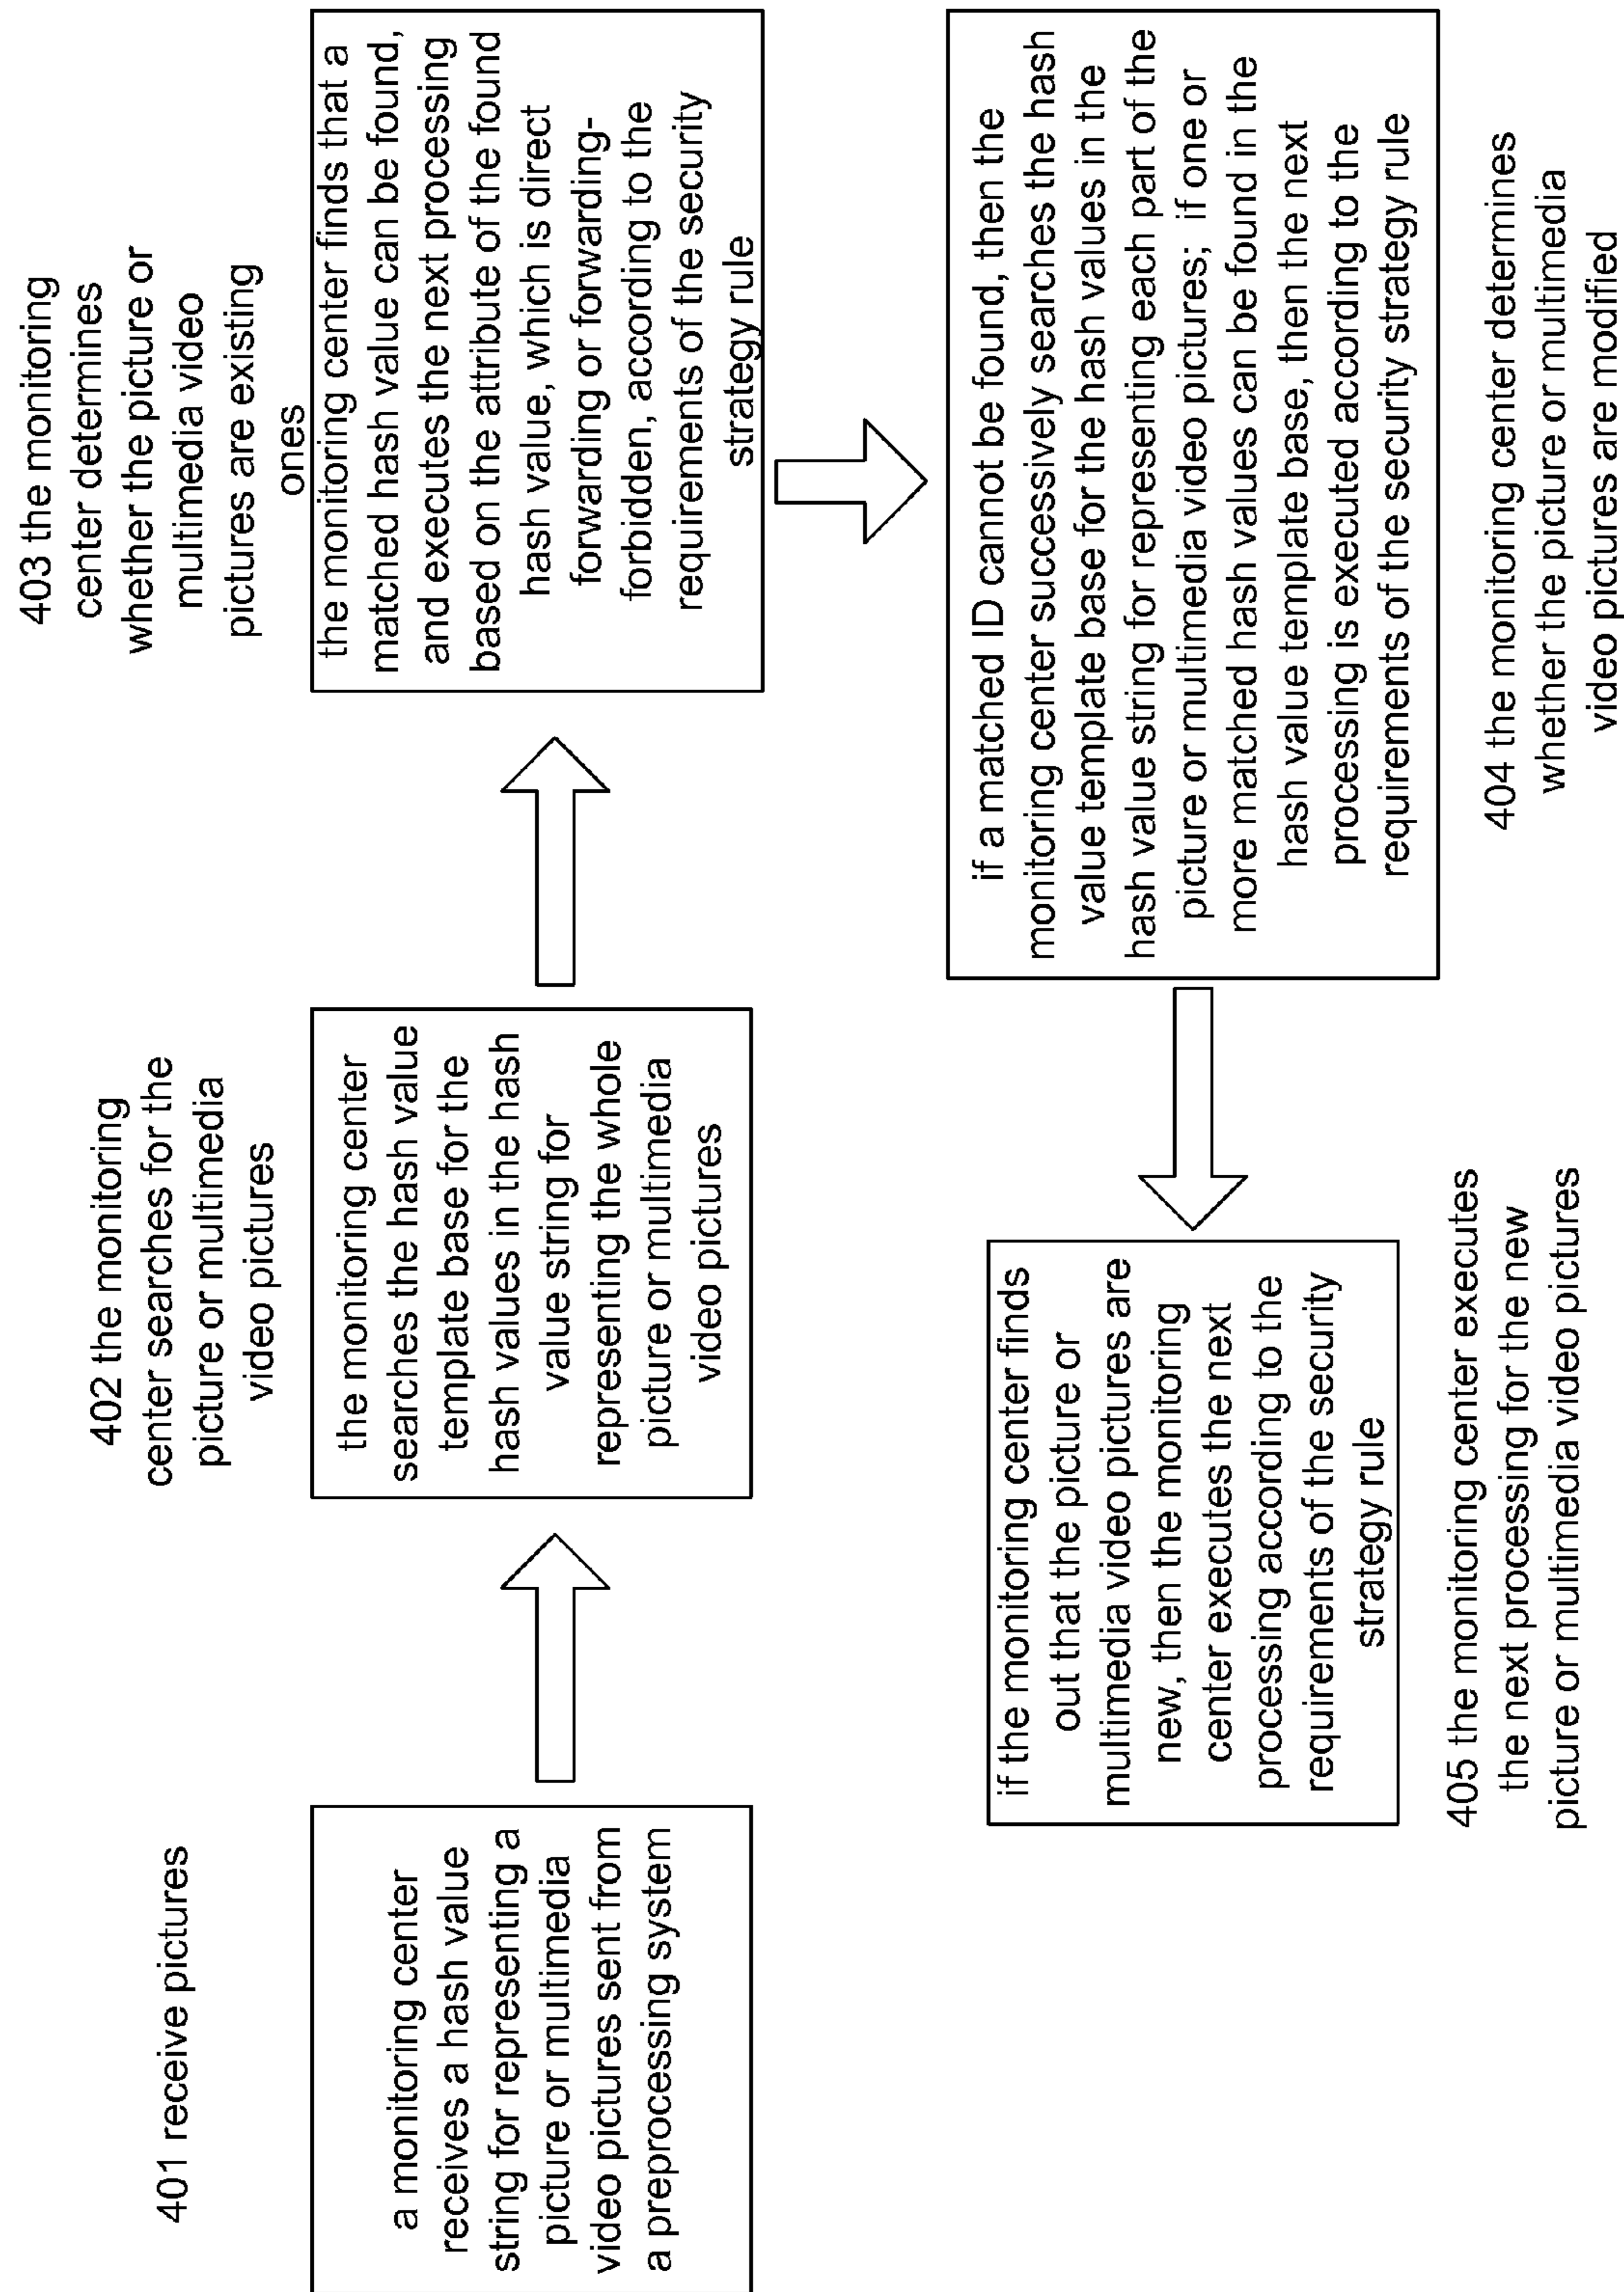 401 receive pictures
a monitoring center
receives a hash value
string for representing a
picture or multimedia
video pictures sent from
a preprocessing system
402 the monitoring
center searches for the
picture or multimedia
video pictures
the monitoring center
searches the hash value
template base for the
hash values in the hash
value string for
representing the whole
picture or multimedia
video pictures
403 the monitoring
center determines
whether the picture or
multimedia video
pictures are existing
ones
the monitoring center finds that a
matched hash value can be found,
and executes the next processing
based on the attribute of the found
hash value, which is direct
forwarding or forwarding-
forbidden, according to the
requirements of the security
strategy rule
if a matched ID cannot be found, then the
monitoring center successively searches the hash
value template base for the hash values in the
hash value string for representing each part of the
picture or multimedia video pictures; if one or
more matched hash values can be found in the
hash value template base, then the next
processing is executed according to the
requirements of the security strategy rule
404 the monitoring center determines
whether the picture or multimedia
video pictures are modified
if the monitoring center finds
out that the picture or
multimedia video pictures are
new, then the monitoring
center executes the next
processing according to the
requirements of the security
strategy rule
405 the monitoring center executes
the next processing for the new
picture or multimedia video pictures